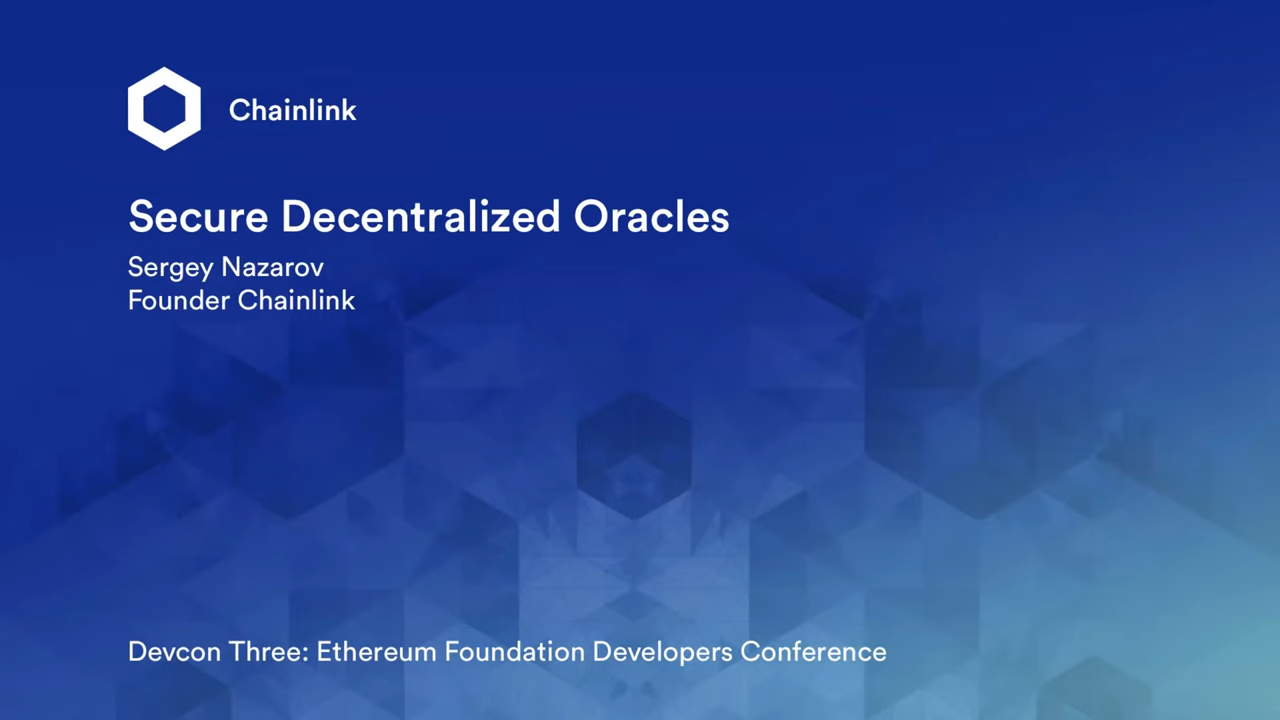 Chainlink
Secure Decentralized Oracles
Sergey Nazarov
Founder Chainlink
Devcon Three: Ethereum Foundation Developers Conference